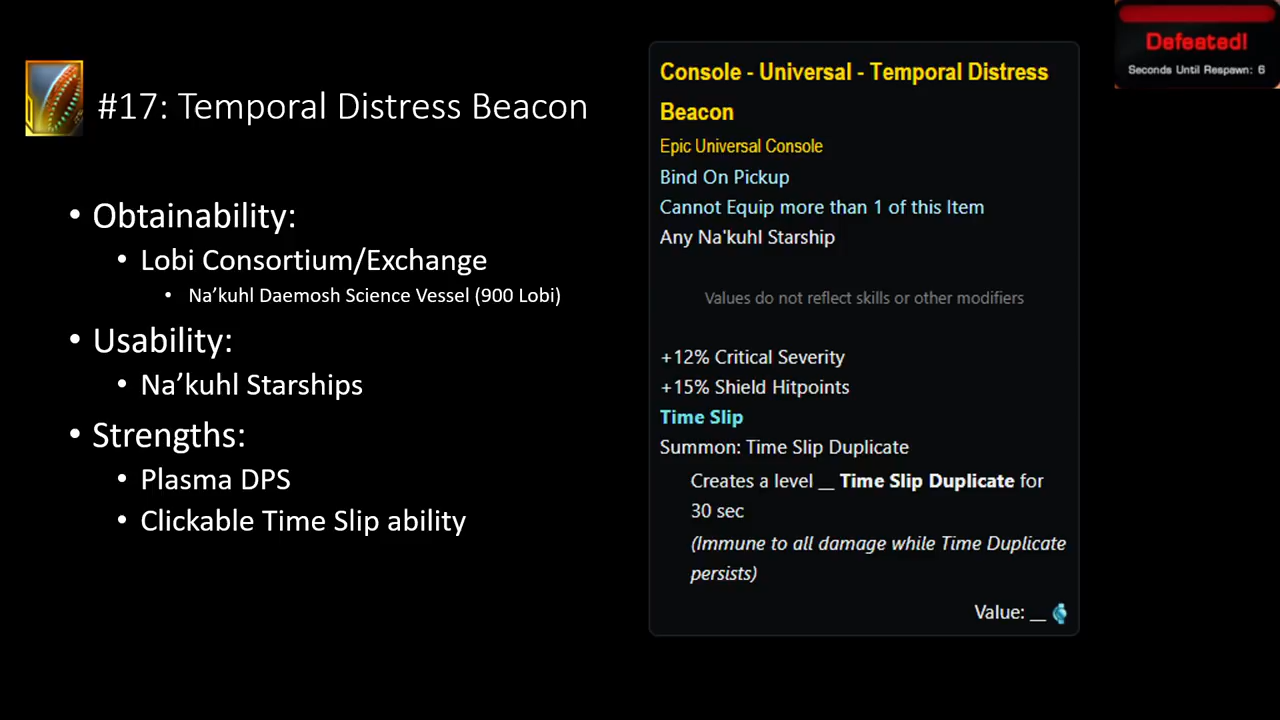 #17: Temporal Distress Beacon
• Obtainability:
• Lobi Consortium/Exchange
• Na’kuhl Daemosh Science Vessel (900 Lobi)
• Usability:
• Na’kuhl Starships
• Strengths:
• Plasma DPS
• Clickable Time Slip ability
Console - Universal - Temporal Distress
Beacon
Epic Universal Console
Bind On Pickup
Cannot Equip more than 1 of this Item
Any Na'kuhl Starship
Values do not reflect skills or other modifiers
+12% Critical Severity
+15% Shield Hitpoints
Time Slip
Summon: Time Slip Duplicate
Creates a level __ Time Slip Duplicate for
30 sec
(Immune to all damage while Time Duplicate
persists)
Value: __
Defeated!
Seconds Until Respawn: 6